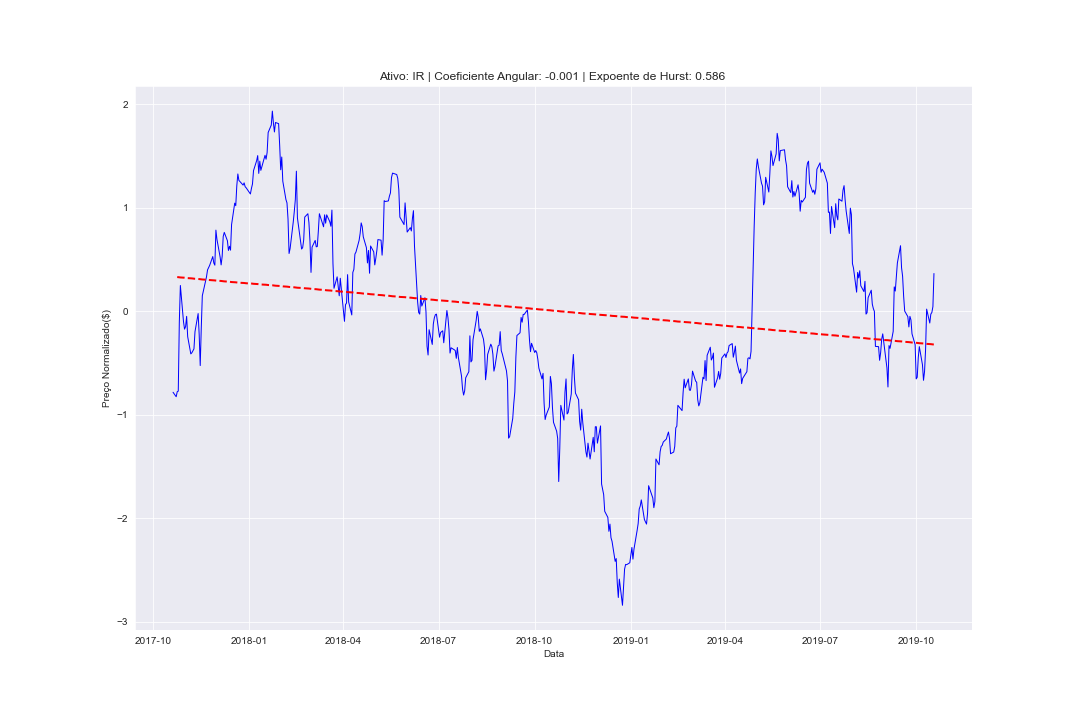 Ativo: IR | Coeficiente Angular: -0.001 | Expoente de Hurst: 0.586
Preço Normalizado($)
2
1
0
−1
−2
−3
2017-10 2018-01 2018-04 2018-07 2018-10 2019-01 2019-04 2019-07 2019-10
Data